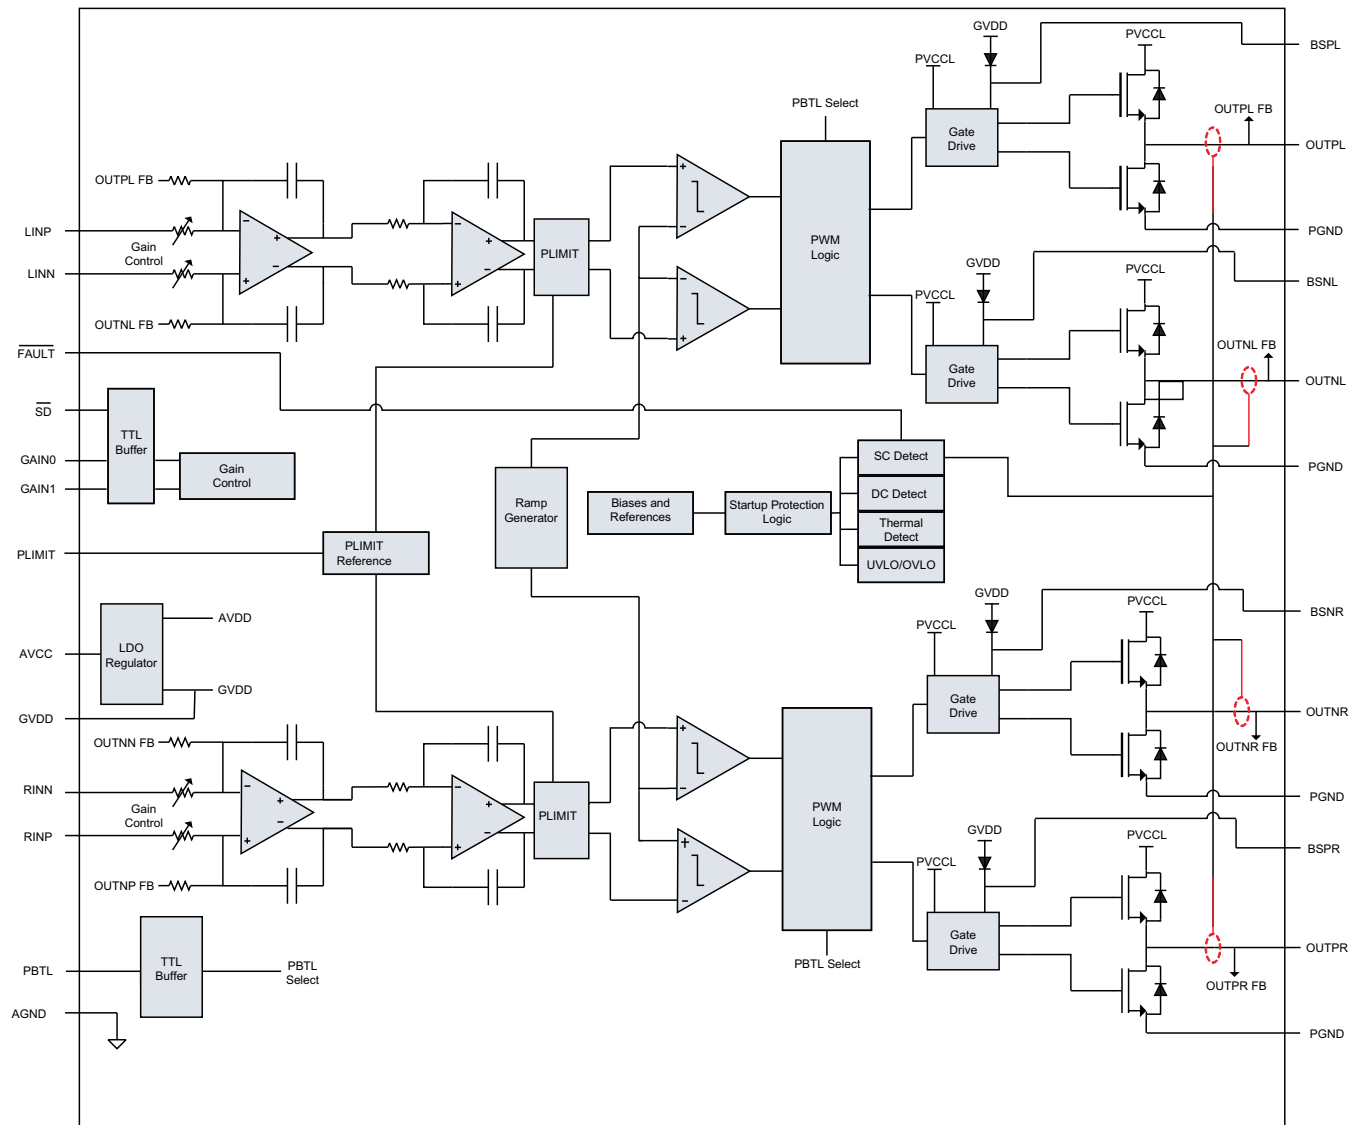 GVDD
PVCCL
BSPL
PVCCL
OUTPL FB
PBTL Select
Gate
Drive
OUTPL
OUTPL FB
LINP
Gain
Control
LINN
OUTNL FB
PLIMIT
PWM
Logic
PGND
GVDD
PVCCL
BSNL
PVCCL
OUTNL FB
Gate
Drive
OUTNL
PGND
FAULT
SD
GAIN0
GAIN1
TTL
Buffer
Gain
Control
Ramp
Generator
Biases and
References
Startup Protection
Logic
SC Detect
DC Detect
Thermal
Detect
UVLO/OVLO
PLIMIT
PLIMIT
Reference
AVCC
LDO
Regulator
AVDD
GVDD
GVDD
GVDD
PVCCL
PVCCL
BSNR
Gate
Drive
OUTNR
OUTNR FB
PGND
OUTNN FB
RINN
Gain
Control
RINP
OUTNP FB
PLIMIT
PWM
Logic
PBTL Select
GVDD
PVCCL
PVCCL
BSPR
Gate
Drive
OUTPR
OUTPR FB
PGND
PBTL
TTL
Buffer
PBTL
Select
AGND